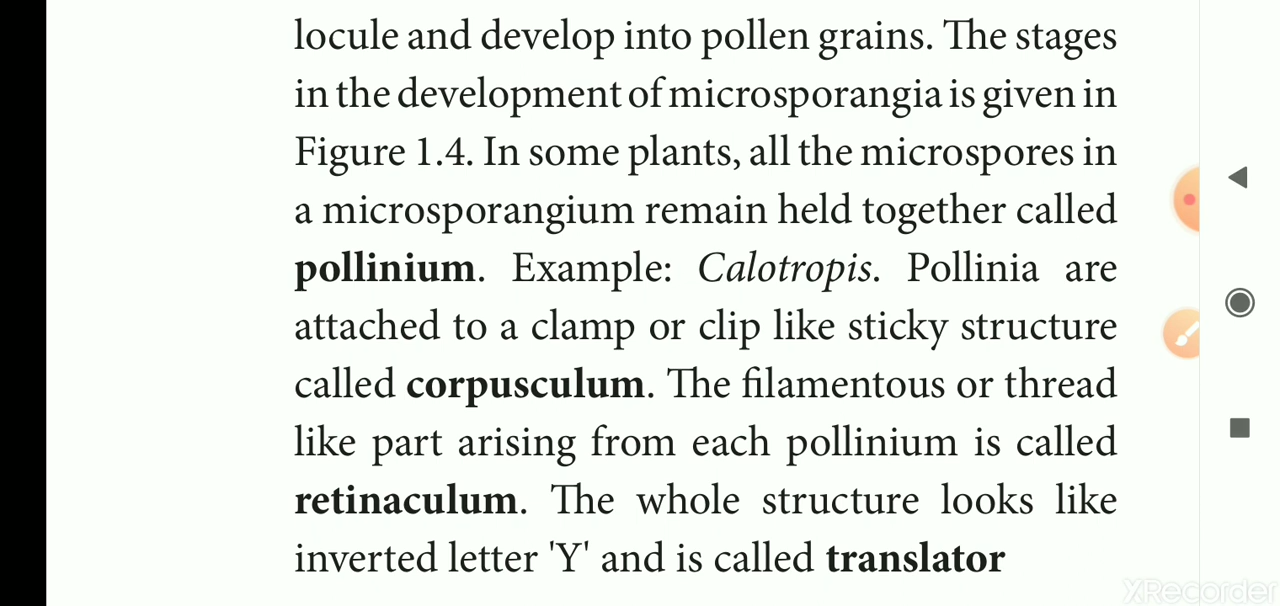 locule and develop into pollen grains. The stages
in the development of microsporangia is given in
Figure 1.4. In some plants, all the microspores in
a microsporangium remain held together called
pollinium. Example: Calotropis. Pollinia are
attached to a clamp or clip like sticky structure
called corpusculum. The filamentous or thread
like part arising from each pollinium is called
retinaculum. The whole structure looks like
inverted letter 'Y' and is called translator
XRecorder